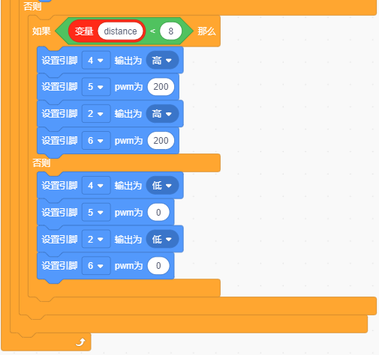 否则
如果 变量 distance < 8 那么
设置引脚 4 输出为 高
设置引脚 5 pwm为 200
设置引脚 2 输出为 高
设置引脚 6 pwm为 200
否则
设置引脚 4 输出为 低
设置引脚 5 pwm为 0
设置引脚 2 输出为 低
设置引脚 6 pwm为 0